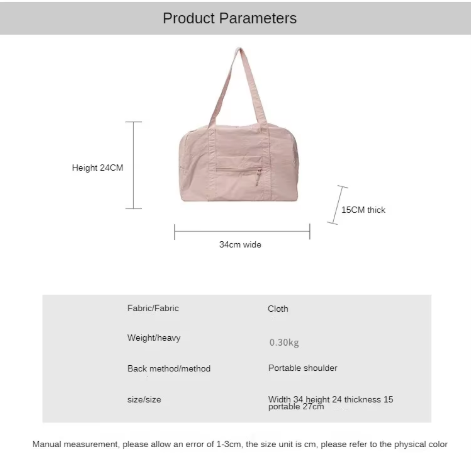 Product Parameters
Height 24CM
15CM thick
34cm wide
Fabric/Fabric
Cloth
Weight/heavy
0.30kg
Back method/method
Portable shoulder
size/size
Width 34 height 24 thickness 15
portable 27cm
Manual measurement, please allow an error of 1-3cm, the size unit is cm, please refer to the physical color